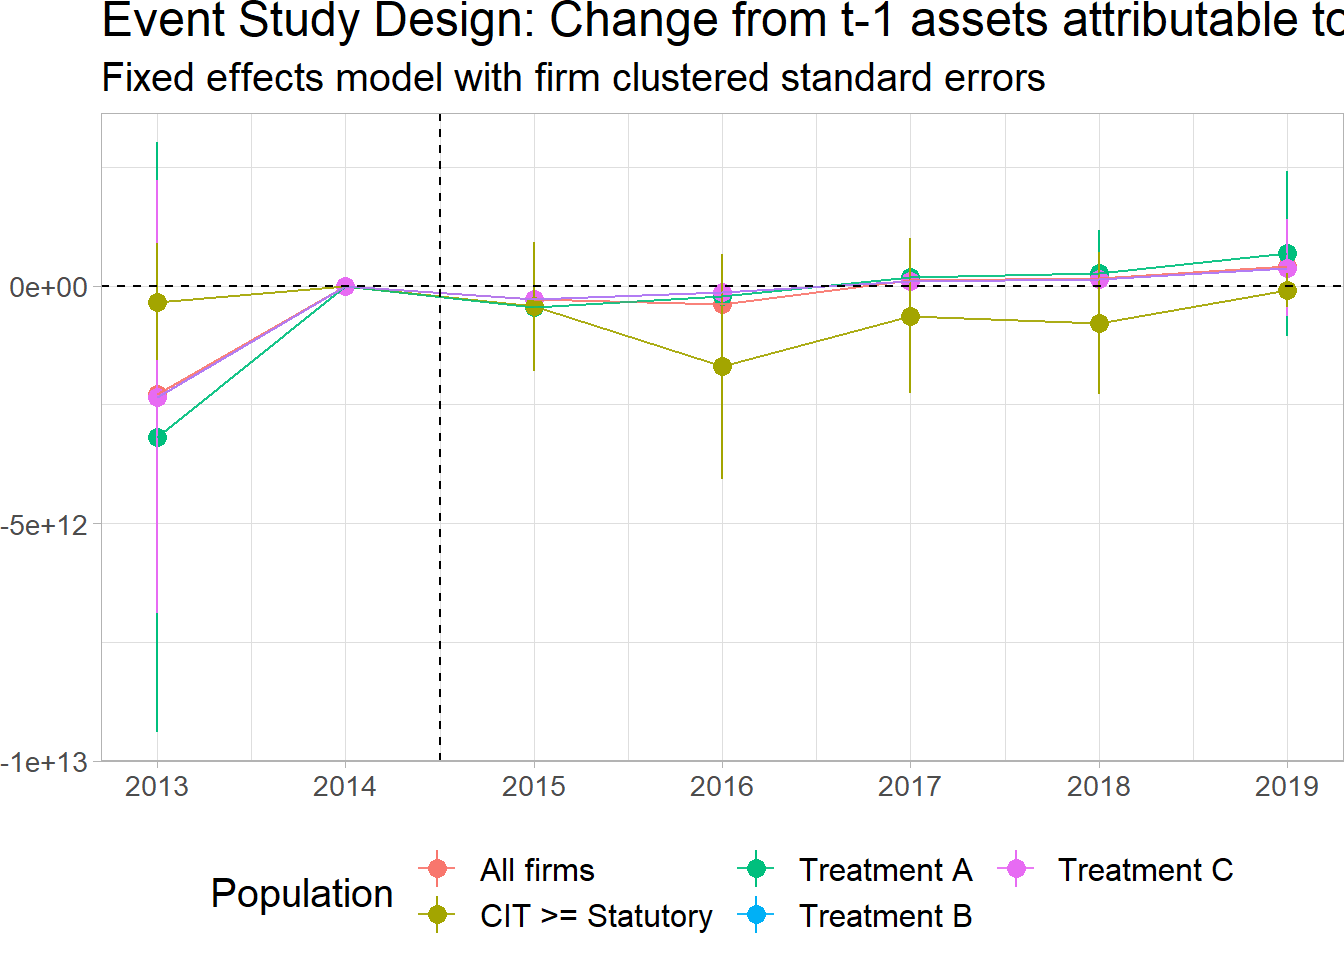 Event Study Design: Change from t-1 assets attributable to
Fixed effects model with firm clustered standard errors
0e+00
-5e+12
-1e+13
2013 2014 2015 2016 2017 2018 2019
Population
All firms Treatment A Treatment C
CIT >= Statutory Treatment B